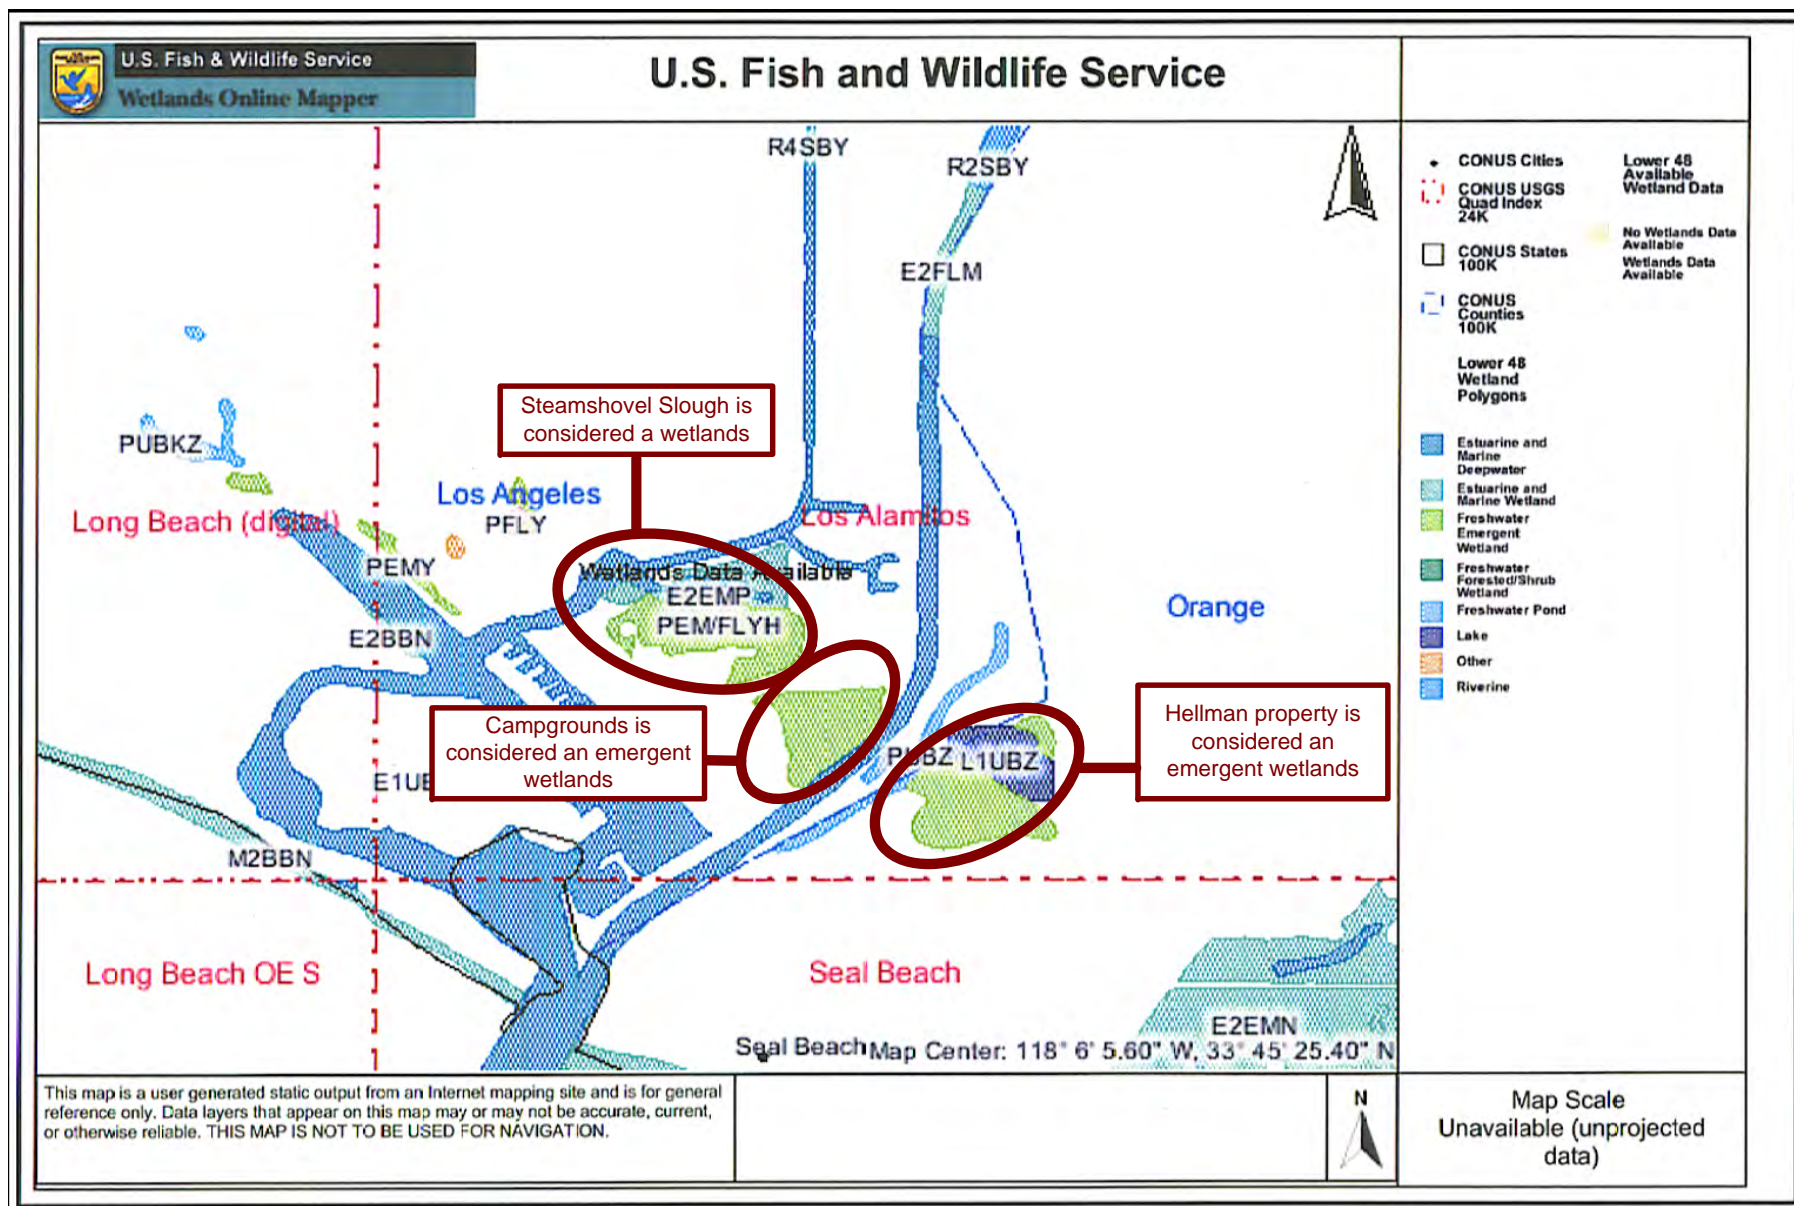 U.S. Fish & Wildlife Service
Wetlands Online Mapper
U.S. Fish and Wildlife Service
R4SBY
R2SBY
E2FLM
PUBKZ
Steamshovel Slough is
considered a wetlands
Los Angeles
PFLY
Long Beach (digital)
Los Alamitos
PEMY
Wetlands Data Available
E2EMP
PEM/FLYH
E2BBN
Orange
Campgrounds is
considered an emergent
wetlands
Hellman property is
considered an
emergent wetlands
PUBZ
L1UBZ
E1UB
M2BBN
Long Beach OE S
Seal Beach
E2EMN
Seal Beach
Map Center: 118° 6' 5.60" W, 33° 45' 25.40" N
CONUS Cities
CONUS USGS
Quad Index
24K
CONUS States
100K
CONUS
Counties
100K
Lower 48
Wetland
Polygons
Estuarine and
Marine
Deepwater
Estuarine and
Marine Wetland
Freshwater
Emergent
Wetland
Freshwater
Forested/Shrub
Wetland
Freshwater Pond
Lake
Other
Riverine
Lower 48
Available
Wetland Data
No Wetlands Data
Available
Wetlands Data
Available
This map is a user generated static output from an Internet mapping site and is for general
reference only. Data layers that appear on this map may or may not be accurate, current,
or otherwise reliable. THIS MAP IS NOT TO BE USED FOR NAVIGATION.
N
Map Scale
Unavailable (unprojected
data)